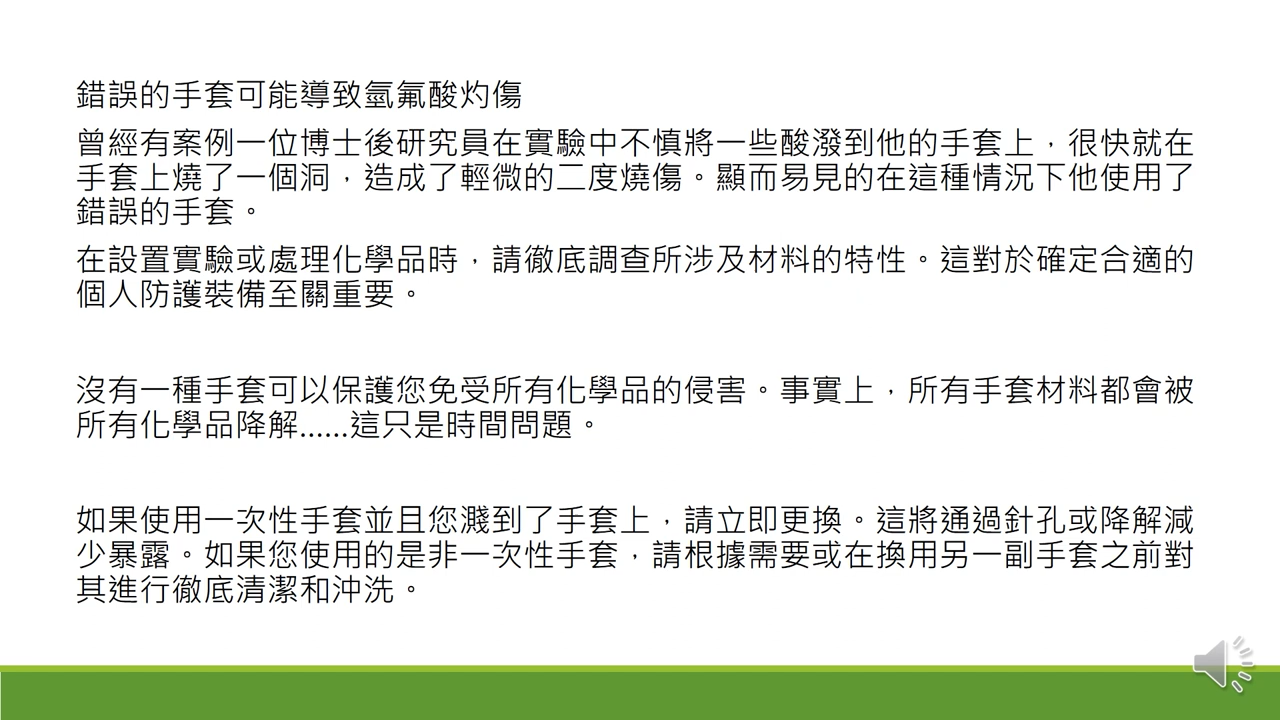 錯誤的手套可能導致氫氟酸灼傷
曾經有案例一位博士後研究員在實驗中不慎將一些酸潑到他的手套上，很快就在
手套上燒了一個洞，造成了輕微的二度燒傷。顯而易見的在這種情況下他使用了
錯誤的手套。
在設置實驗或處理化學品時，請徹底調查所涉及材料的特性。這對於確定合適的
個人防護裝備至關重要。
沒有一種手套可以保護您免受所有化學品的侵害。事實上，所有手套材料都會被
所有化學品降解......這只是時間問題。
如果使用一次性手套並且您濺到了手套上，請立即更換。這將通過針孔或降解減
少暴露。如果您使用的是非一次性手套，請根據需要或在換用另一副手套之前對
其進行徹底清潔和沖洗。